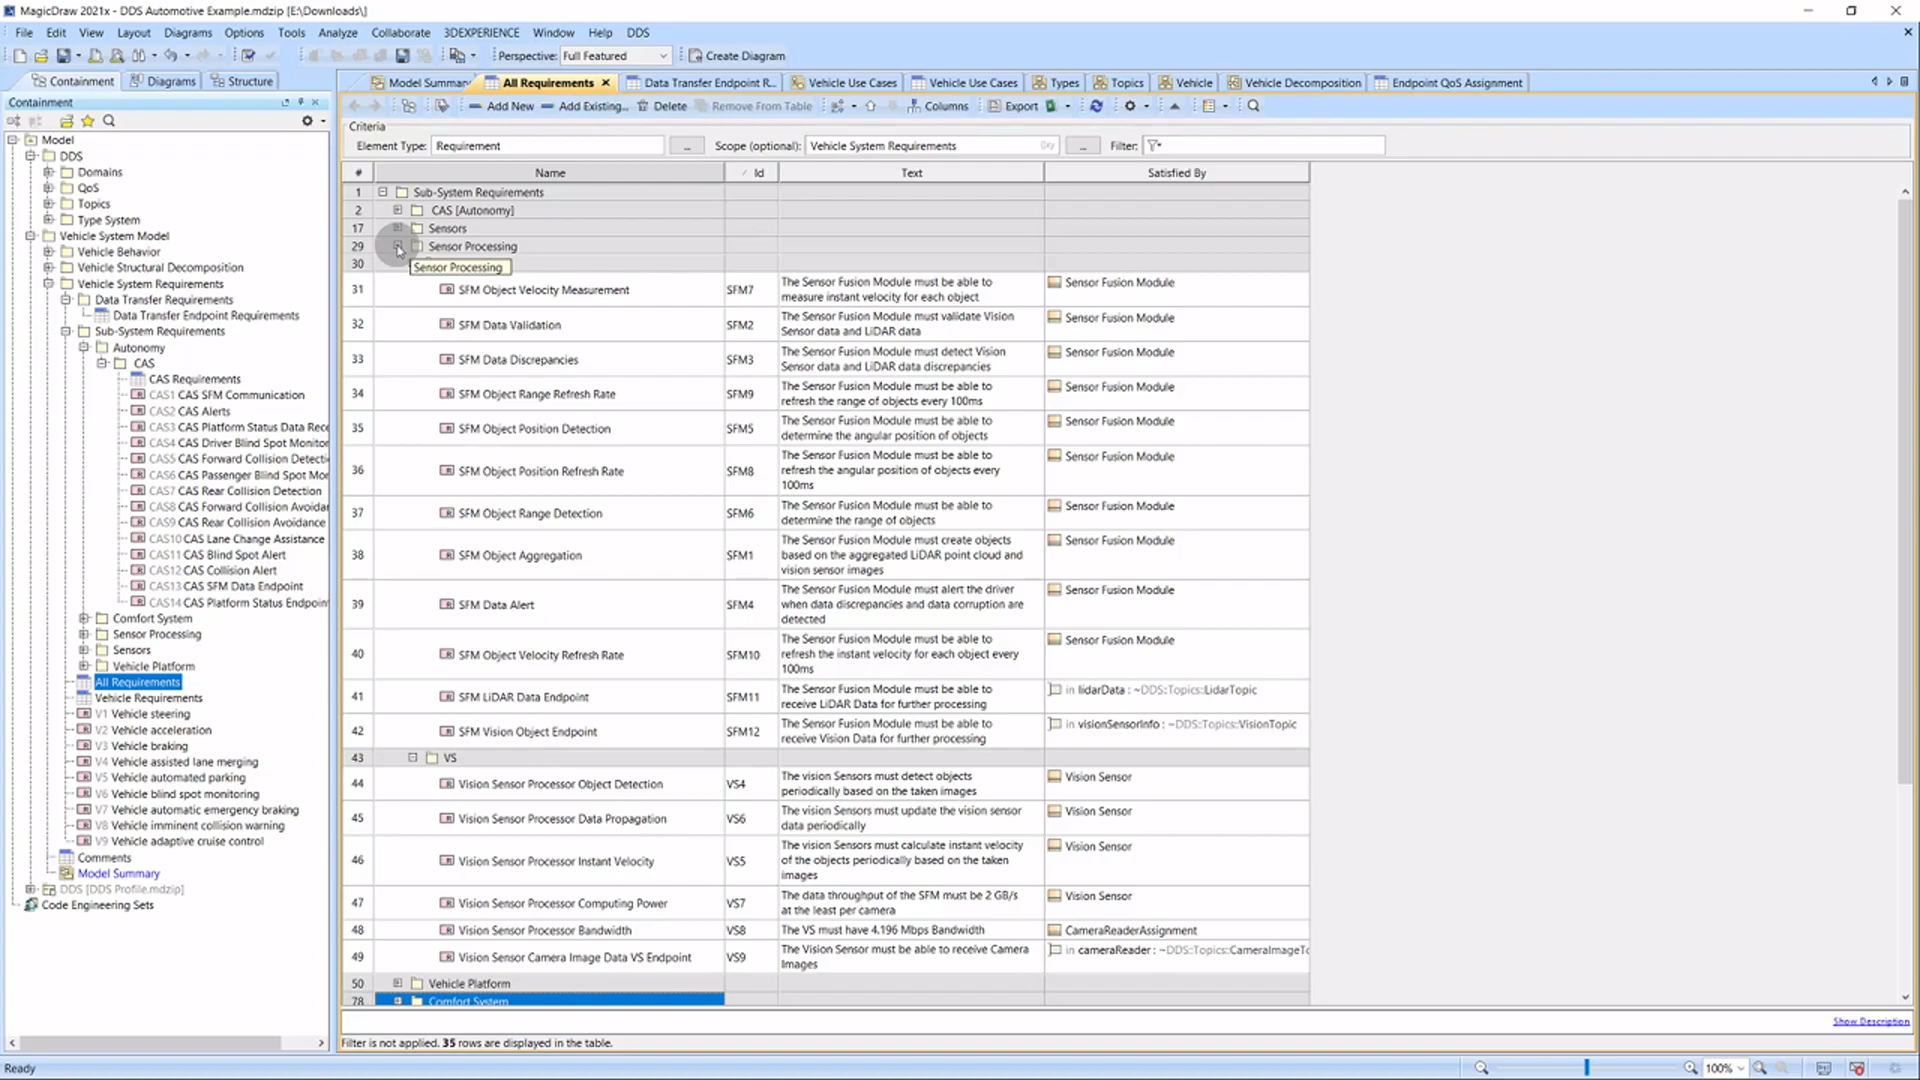 MagicDraw 2021x - DDS Automotive Example.mdzip [E:\Downloads\]
File Edit View Layout Diagrams Options Tools Analyze Collaborate 3DEXPERIENCE Window Help DDS
Perspective: Full Featured Create Diagram
Containment Diagrams Structure
Model Summary All Requirements Data Transfer Endpoint R... Vehicle Use Cases Vehicle Use Cases Types Topics Vehicle Vehicle Decomposition Endpoint QoS Assignment
Containment
Add New Add Existing... Delete Remove From Table Columns Export
Criteria
Element Type: Requirement ... Scope (optional): Vehicle System Requirements ... Filter:
Model
DDS
Domains
QoS
Topics
Type System
Vehicle System Model
Vehicle Behavior
Vehicle Structural Decomposition
Vehicle System Requirements
Data Transfer Requirements
Data Transfer Endpoint Requirements
Sub-System Requirements
Autonomy
CAS
CAS Requirements
CAS1 CAS SFM Communication
CAS2 CAS Alerts
CAS3 CAS Platform Status Data Rece
CAS4 CAS Driver Blind Spot Monitor
CAS5 CAS Forward Collision Detecti
CAS6 CAS Passenger Blind Spot Mor
CAS7 CAS Rear Collision Detection
CAS8 CAS Forward Collision Avoida
CAS9 CAS Rear Collision Avoidance
CAS10 CAS Lane Change Assistance
CAS11 CAS Blind Spot Alert
CAS12 CAS Collision Alert
CAS13 CAS SFM Data Endpoint
CAS14 CAS Platform Status Endpoin
Comfort System
Sensor Processing
Sensors
Vehicle Platform
All Requirements
Vehicle Requirements
V1 Vehicle steering
V2 Vehicle acceleration
V3 Vehicle braking
V4 Vehicle assisted lane merging
V5 Vehicle automated parking
V6 Vehicle blind spot monitoring
V7 Vehicle automatic emergency braking
V8 Vehicle imminent collision warning
V9 Vehicle adaptive cruise control
Comments
Model Summary
DDS [DDS Profile.mdzip]
Code Engineering Sets
# Name Id Text Satisfied By
1 Sub-System Requirements
2 CAS [Autonomy]
17 Sensors
29 Sensor Processing
30
Sensor Processing
31 SFM Object Velocity Measurement SFM7 The Sensor Fusion Module must be able to Sensor Fusion Module
measure instant velocity for each object
32 SFM Data Validation SFM2 The Sensor Fusion Module must validate Vision Sensor Fusion Module
Sensor data and LiDAR data
33 SFM Data Discrepancies SFM3 The Sensor Fusion Module must detect Vision Sensor Fusion Module
Sensor data and LiDAR data discrepancies
34 SFM Object Range Refresh Rate SFM9 The Sensor Fusion Module must be able to Sensor Fusion Module
refresh the range of objects every 100ms
35 SFM Object Position Detection SFM5 The Sensor Fusion Module must be able to Sensor Fusion Module
determine the angular position of objects
36 SFM Object Position Refresh Rate SFM8 The Sensor Fusion Module must be able to Sensor Fusion Module
refresh the angular position of objects every
100ms
37 SFM Object Range Detection SFM6 The Sensor Fusion Module must be able to Sensor Fusion Module
determine the range of objects
38 SFM Object Aggregation SFM1 The Sensor Fusion Module must create objects Sensor Fusion Module
based on the aggregated LiDAR point cloud and
vision sensor images
39 SFM Data Alert SFM4 The Sensor Fusion Module must alert the driver Sensor Fusion Module
when data discrepancies and data corruption are
detected
40 SFM Object Velocity Refresh Rate SFM10 The Sensor Fusion Module must be able to Sensor Fusion Module
refresh the instant velocity for each object every
100ms
41 SFM LiDAR Data Endpoint SFM11 The Sensor Fusion Module must be able to in lidarData : ~DDS::Topics::LidarTopic
receive LiDAR Data for further processing
42 SFM Vision Object Endpoint SFM12 The Sensor Fusion Module must be able to in visionSensorInfo : ~DDS::Topics::VisionTopic
receive Vision Data for further processing
43 VS
44 Vision Sensor Processor Object Detection VS4 The vision Sensors must detect objects Vision Sensor
periodically based on the taken images
45 Vision Sensor Processor Data Propagation VS6 The vision Sensors must update the vision sensor Vision Sensor
data periodically
46 Vision Sensor Processor Instant Velocity VS5 The vision Sensors must calculate instant velocity Vision Sensor
of the objects periodically based on the taken
images
47 Vision Sensor Processor Computing Power VS7 The data throughput of the SFM must be 2 GB/s Vision Sensor
at the least per camera
48 Vision Sensor Processor Bandwidth VS8 The VS must have 4.196 Mbps Bandwidth CameraReaderAssignment
49 Vision Sensor Camera Image Data VS Endpoint VS9 The Vision Sensor must be able to receive Camera in cameraReader : ~DDS::Topics::CameraImageTo
Images
50 Vehicle Platform
78 Comfort System
Show Description
Filter is not applied. 35 rows are displayed in the table.
Ready 100%